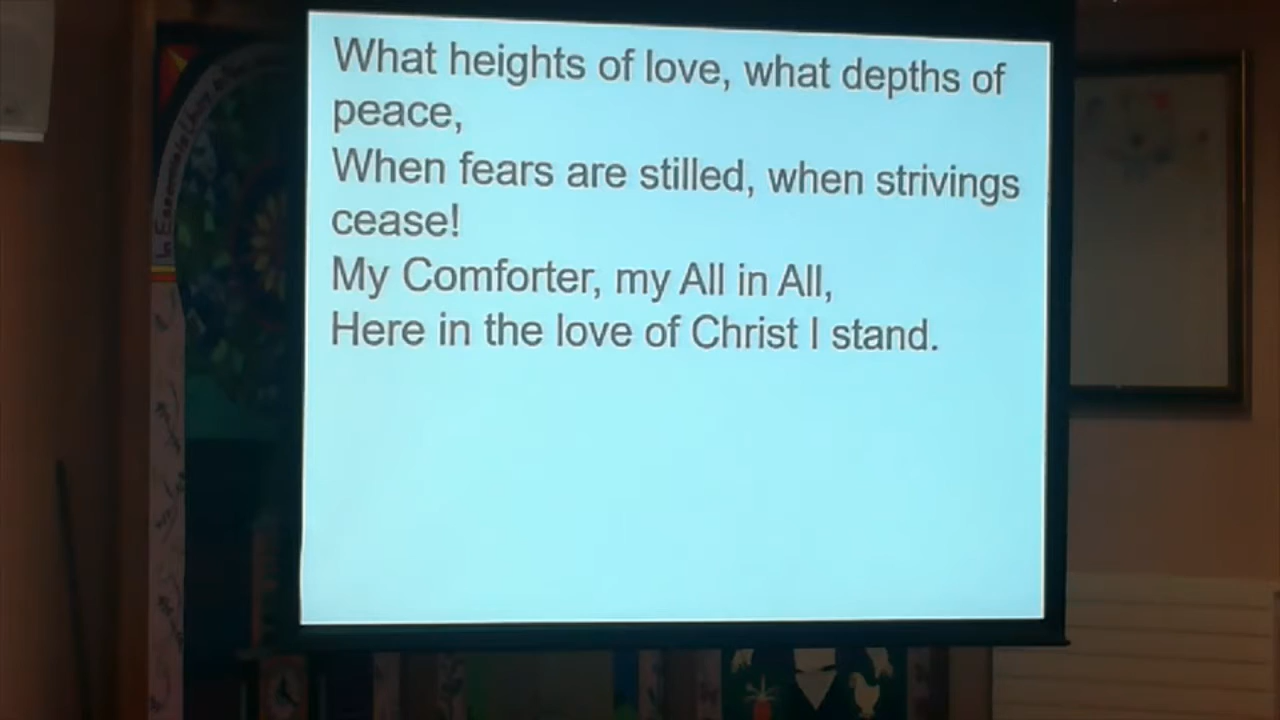 What heights of love, what depths of
peace,
When fears are stilled, when strivings
cease!
My Comforter, my All in All,
Here in the love of Christ I stand.